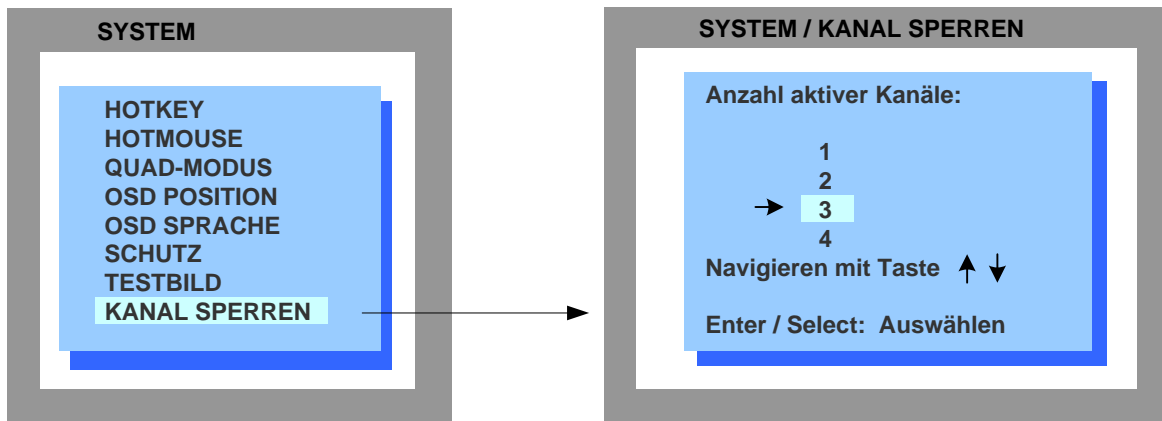 SYSTEM
HOTKEY
HOTMOUSE
QUAD-MODUS
OSD POSITION
OSD SPRACHE
SCHUTZ
TESTBILD
KANAL SPERREN
SYSTEM / KANAL SPERREN
Anzahl aktiver Kanäle:
1
2
3
4
Navigieren mit Taste
Enter / Select: Auswählen